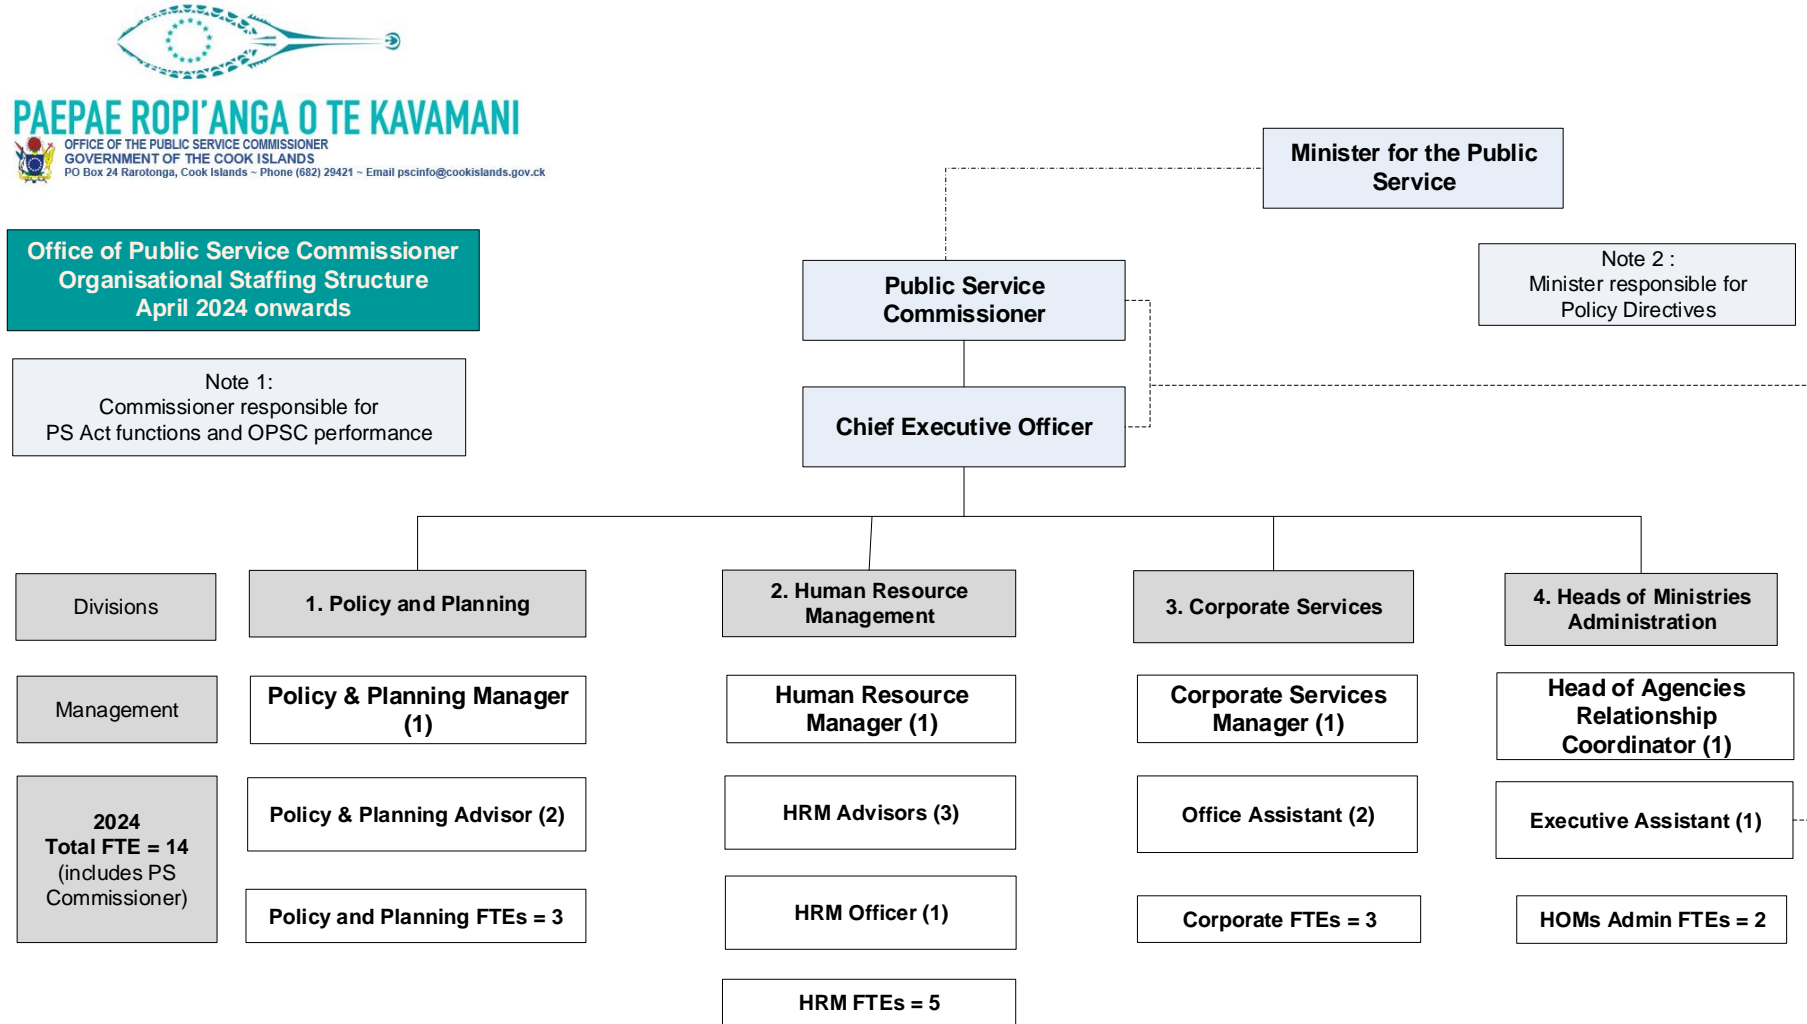 PAEPAE ROPI'ANGA O TE KAVAMANI
OFFICE OF THE PUBLIC SERVICE COMMISSIONER
GOVERNMENT OF THE COOK ISLANDS
PO Box 24 Rarotonga, Cook Islands ~ Phone (682) 29421 ~ Email pscinfo@cookislands.gov.ck
Minister for the Public
Service
Office of Public Service Commissioner
Organisational Staffing Structure
April 2024 onwards
Public Service
Commissioner
Note 2 :
Minister responsible for
Policy Directives
Note 1:
Commissioner responsible for
PS Act functions and OPSC performance
Chief Executive Officer
Divisions
1. Policy and Planning
2. Human Resource
Management
3. Corporate Services
4. Heads of Ministries
Administration
Management
Policy & Planning Manager
(1)
Human Resource
Manager (1)
Corporate Services
Manager (1)
Head of Agencies
Relationship
Coordinator (1)
2024
Total FTE = 14
(includes PS
Commissioner)
Policy & Planning Advisor (2)
HRM Advisors (3)
Office Assistant (2)
Executive Assistant (1)
Policy and Planning FTEs = 3
HRM Officer (1)
Corporate FTEs = 3
HOMs Admin FTEs = 2
HRM FTEs = 5